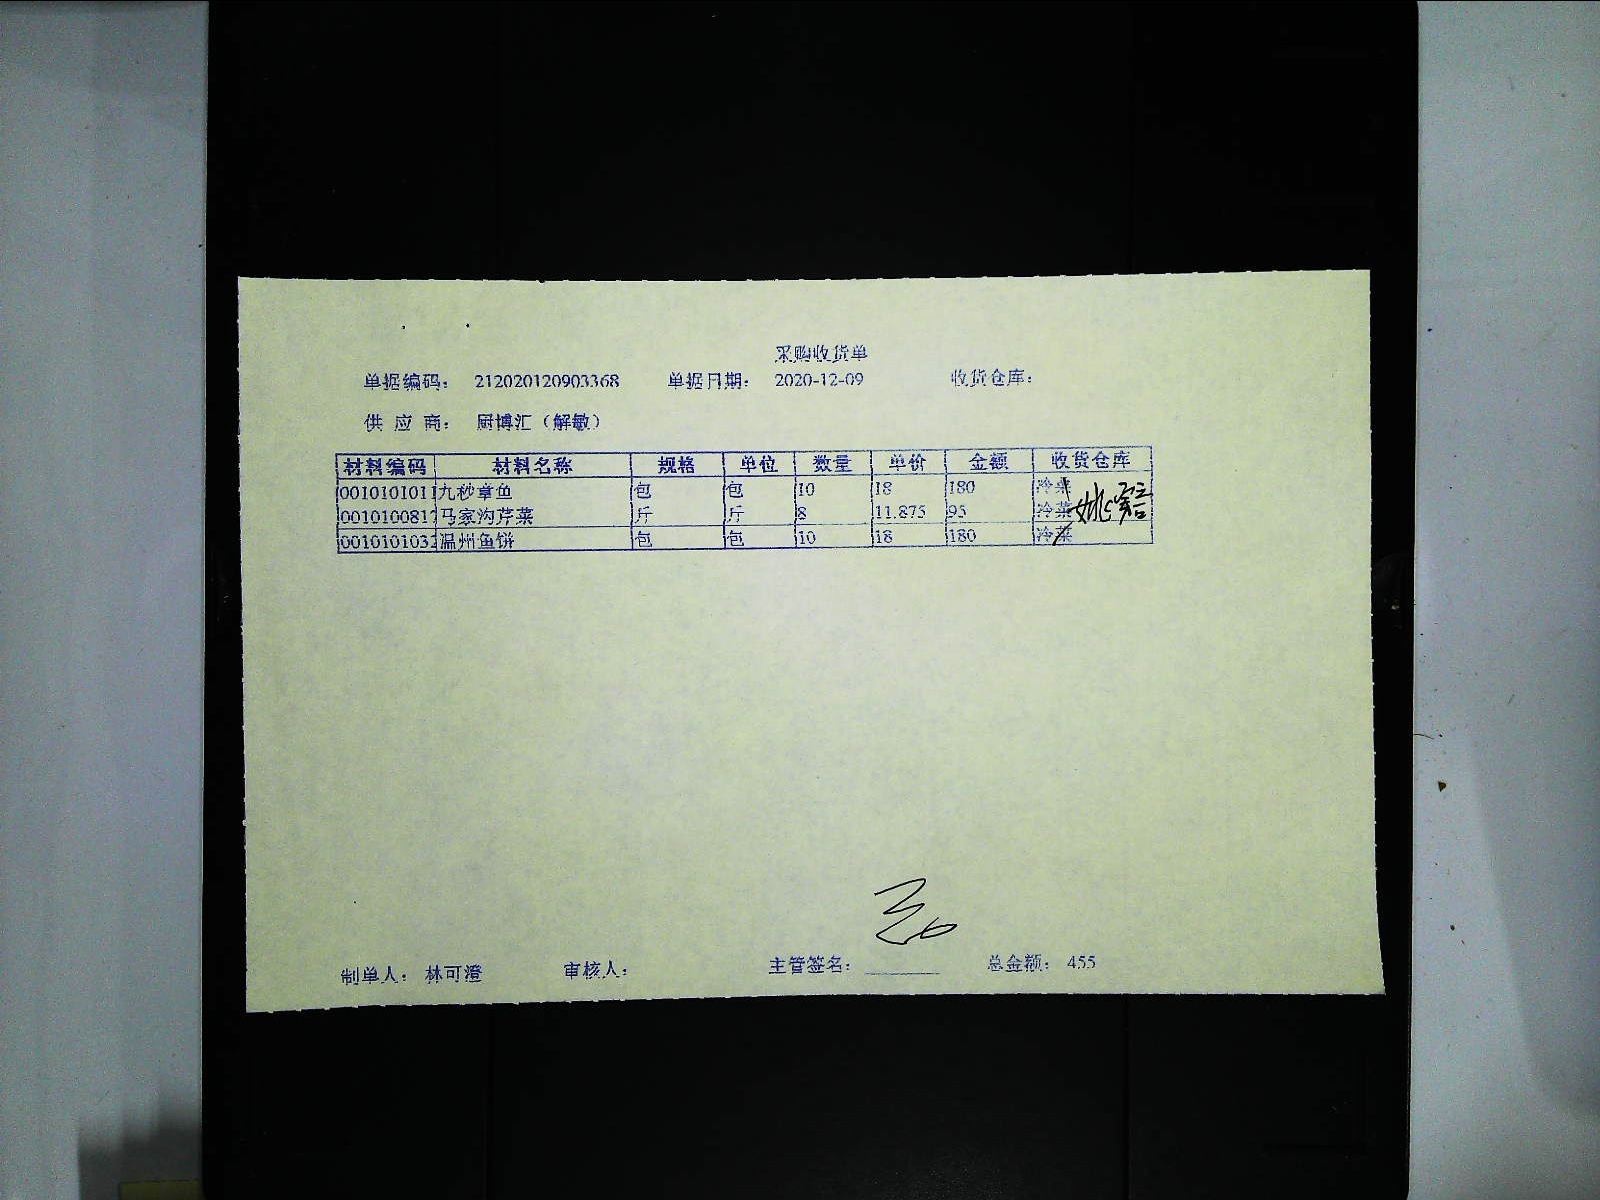 采购收货单
单据编码： 212020120903368 单据日期： 2020-12-09 收货仓库：
供 应 商： 厨博汇（解敏）
材料编码 材料名称 规格 单位 数量 单价 金额 收货仓库
0010101011 九秒章鱼 包 包 10 18 180 冷菜
001010081 马家沟芹菜 斤 斤 8 11.875 95 冷菜
001010103 温州鱼饼 包 包 10 18 180 冷菜
制单人： 林可澄 审核人： 主管签名： 总金额： 455